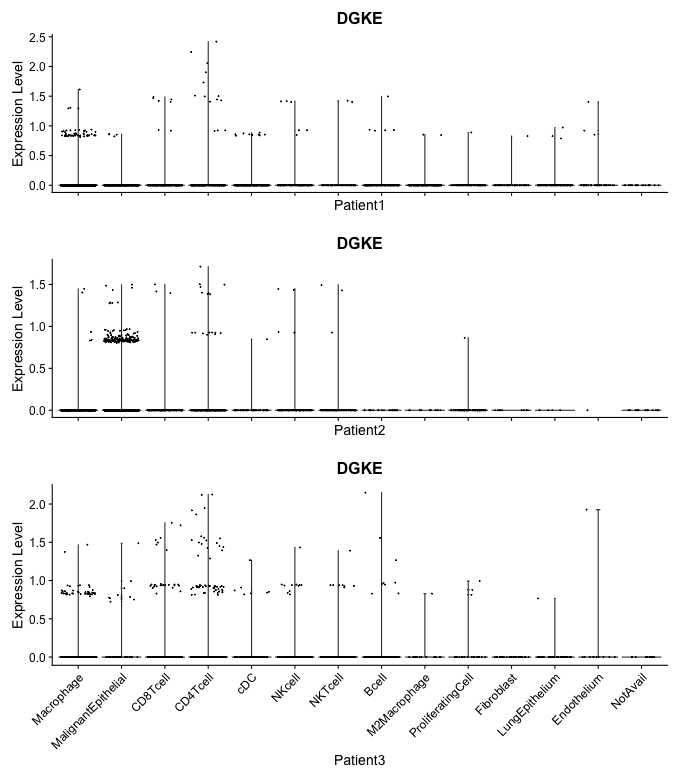 DGKE
Expression Level
2.5
2.0
1.5
1.0
0.5
0.0
Patient1
DGKE
Expression Level
1.5
1.0
0.5
0.0
Patient2
DGKE
Expression Level
2.0
1.5
1.0
0.5
0.0
Macrophage
MalignantEpithelial
CD8Tcell
CD4Tcell
cDC
NKcell
NKTcell
Bcell
M2Macrophage
ProliferatingCell
Fibroblast
LungEpithelium
Endothelium
NotAvail
Patient3